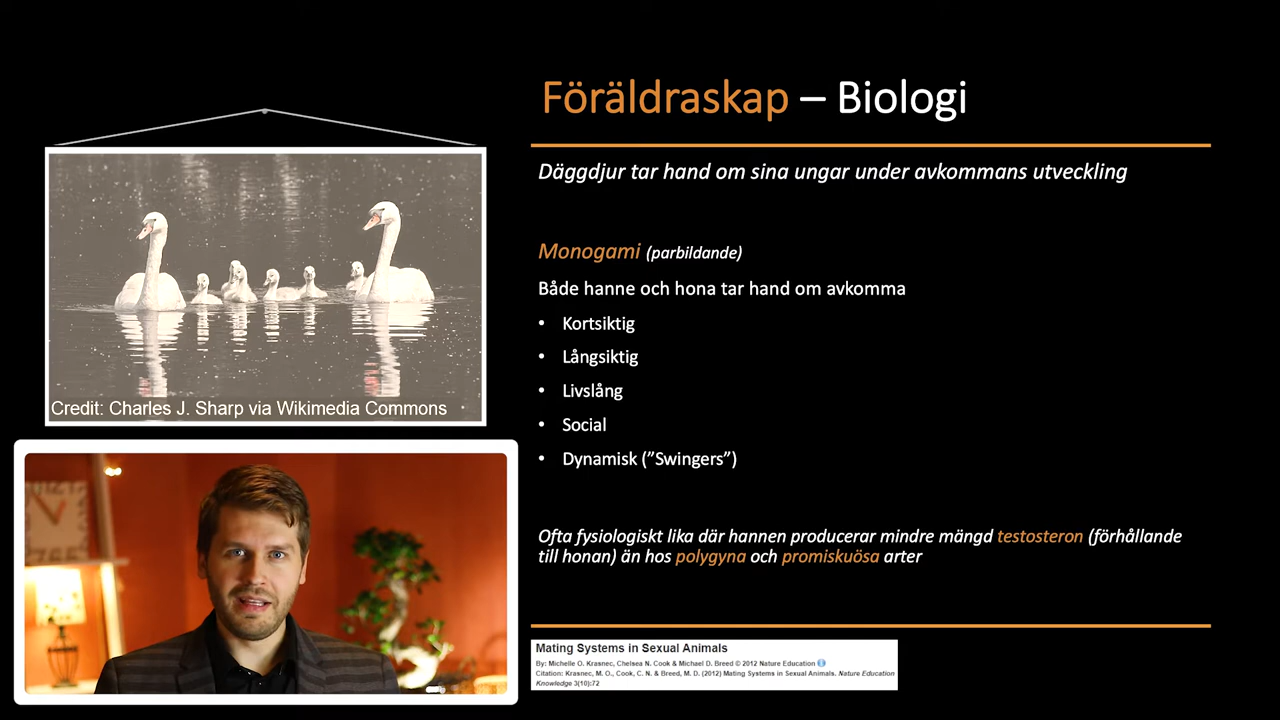 Föräldraskap – Biologi
Däggdjur tar hand om sina ungar under avkommans utveckling
Monogami (parbildande)
Både hanne och hona tar hand om avkomma
• Kortsiktig
• Långsiktig
• Livslång
• Social
• Dynamisk (”Swingers”)
Ofta fysiologiskt lika där hannen producerar mindre mängd testosteron (förhållande
till honan) än hos polygyna och promiskuösa arter
Credit: Charles J. Sharp via Wikimedia Commons
Mating Systems in Sexual Animals
By: Michelle O. Krasnec, Chelsea N. Cook & Michael D. Breed © 2012 Nature Education
Citation: Krasnec, M. O., Cook, C. N. & Breed, M. D. (2012) Mating Systems in Sexual Animals. Nature Education
Knowledge 3(10):72